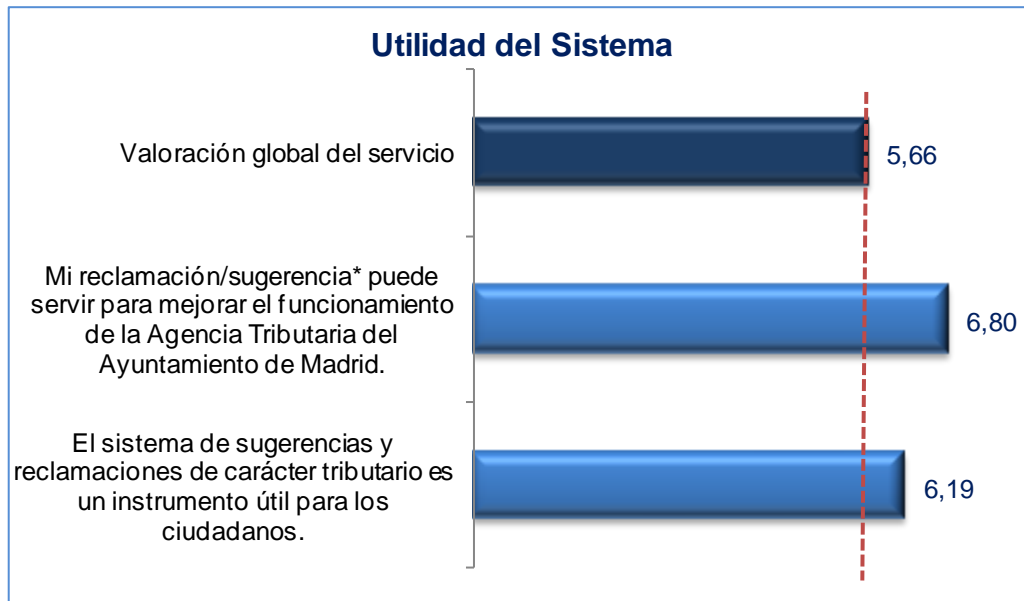 Utilidad del Sistema
Valoración global del servicio
5,66
Mi reclamación/sugerencia* puede
servir para mejorar el funcionamiento
de la Agencia Tributaria del
Ayuntamiento de Madrid.
6,80
El sistema de sugerencias y
reclamaciones de carácter tributario es
un instrumento útil para los
ciudadanos.
6,19